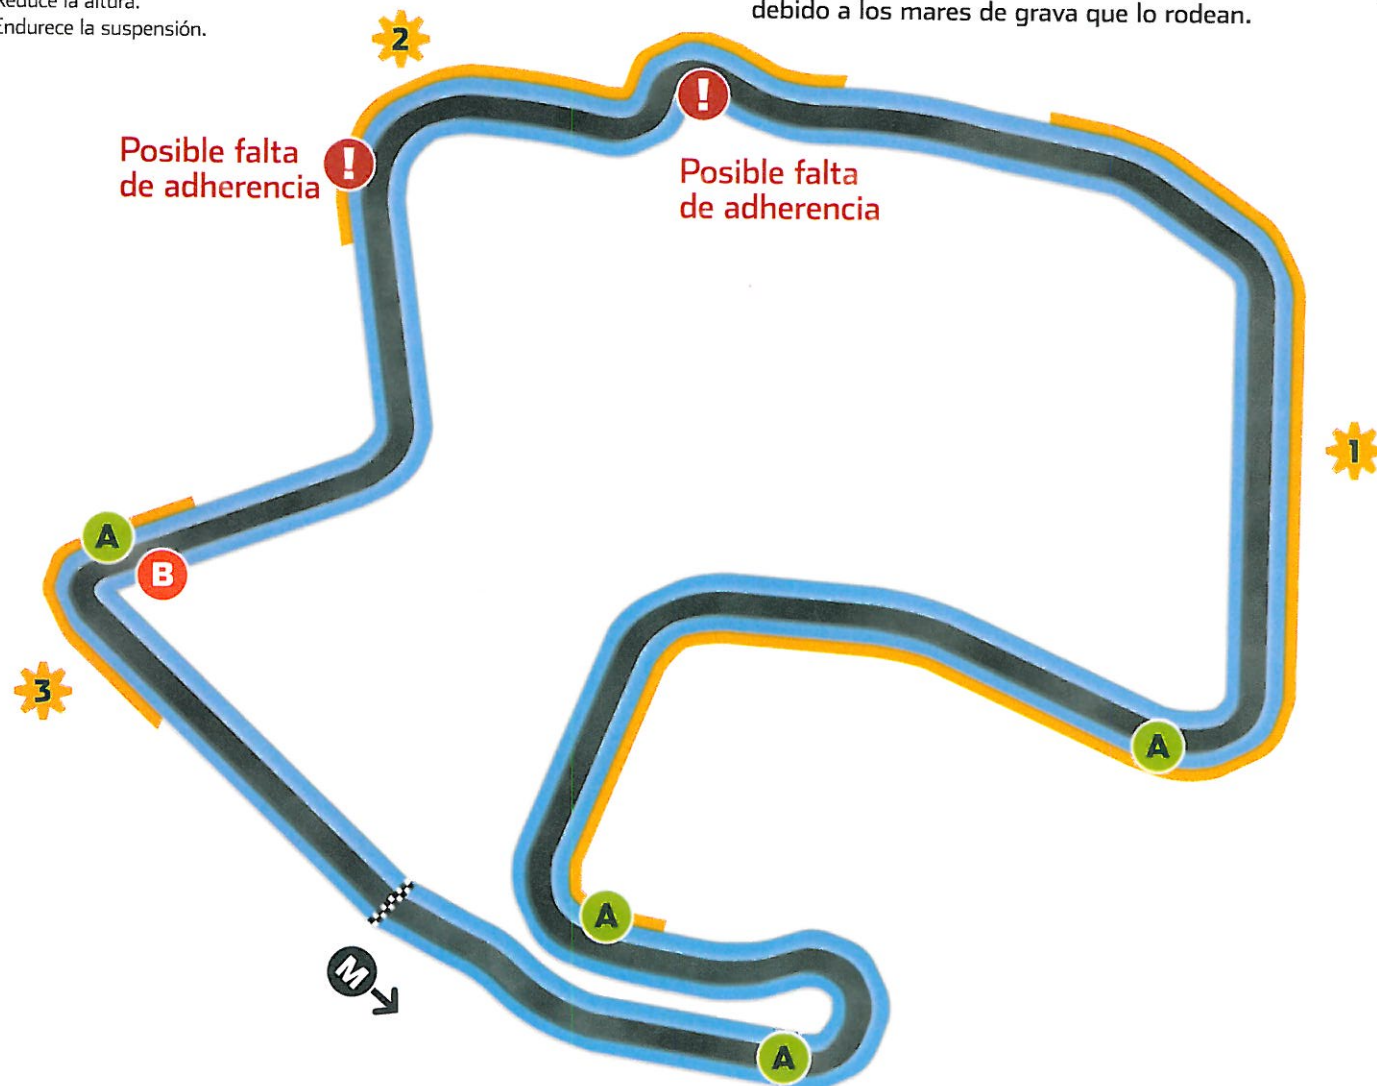 Reduce la altura.
Endurece la suspensión.
debido a los mares de grava que lo rodean.
2
!
!
Posible falta
de adherencia
Posible falta
de adherencia
1
A
B
3
A
A
M
A